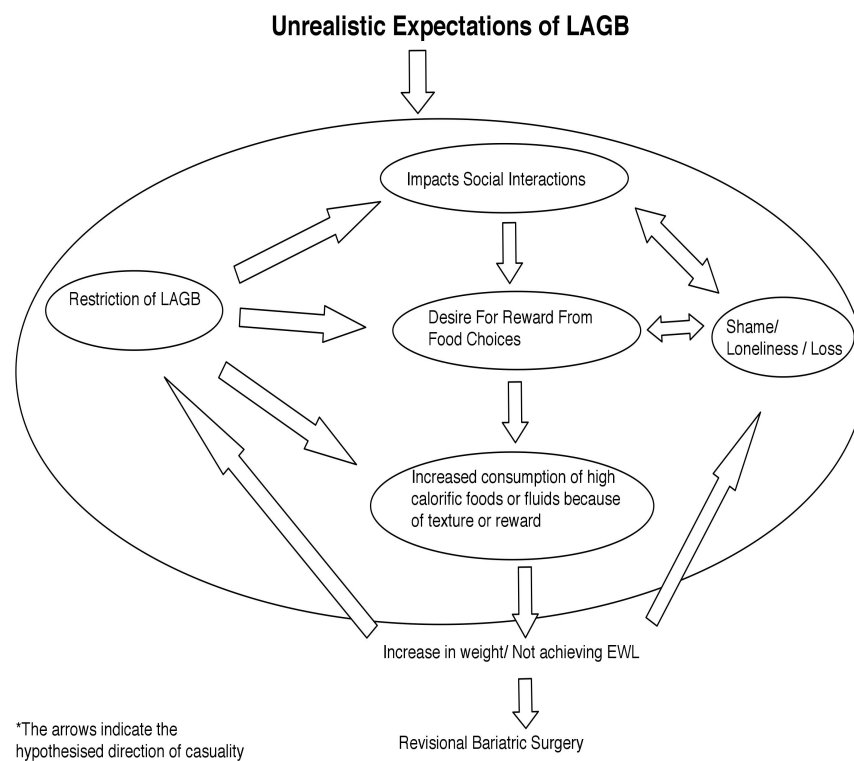 Unrealistic Expectations of LAGB
Impacts Social Interactions
Restriction of LAGB
Desire For Reward From
Food Choices
Shame/
Loneliness / Loss
Increased consumption of high
calorific foods or fluids because
of texture or reward
Increase in weight/ Not achieving EWL
Revisional Bariatric Surgery
*The arrows indicate the
hypothesised direction of casuality